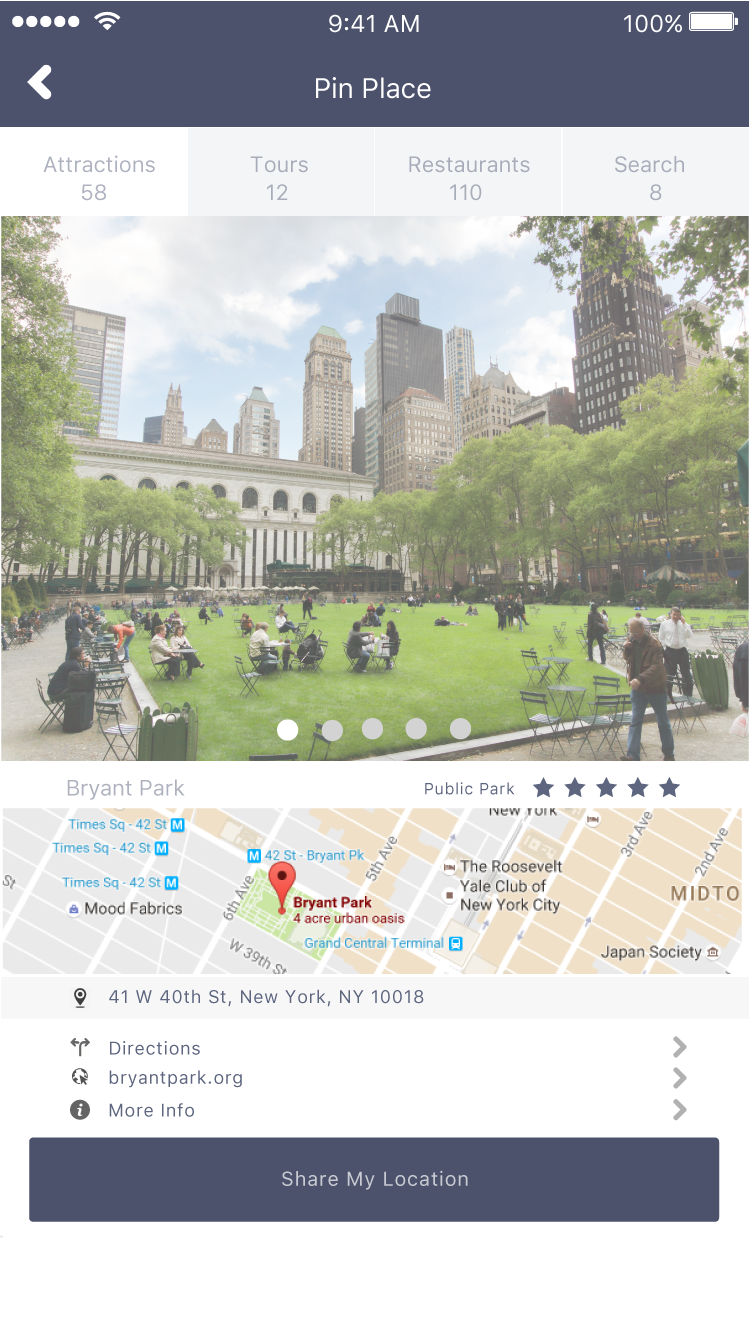 9:41 AM
100%
Pin Place
Attractions
58
Tours
12
Restaurants
110
Search
8
Bryant Park
Public Park
New York
Times Sq - 42 St M
Times Sq - 42 St M
Times Sq - 42 St M
M 42 St - Bryant Pk
5th Ave
3rd Ave
2nd Ave
St
Mood Fabrics
6th Ave
Bryant Park
4 acre urban oasis
The Roosevelt
Yale Club of
New York City
MIDTO
W 39th St
Grand Central Terminal
Japan Society
41 W 40th St, New York, NY 10018
Directions
bryantpark.org
More Info
Share My Location